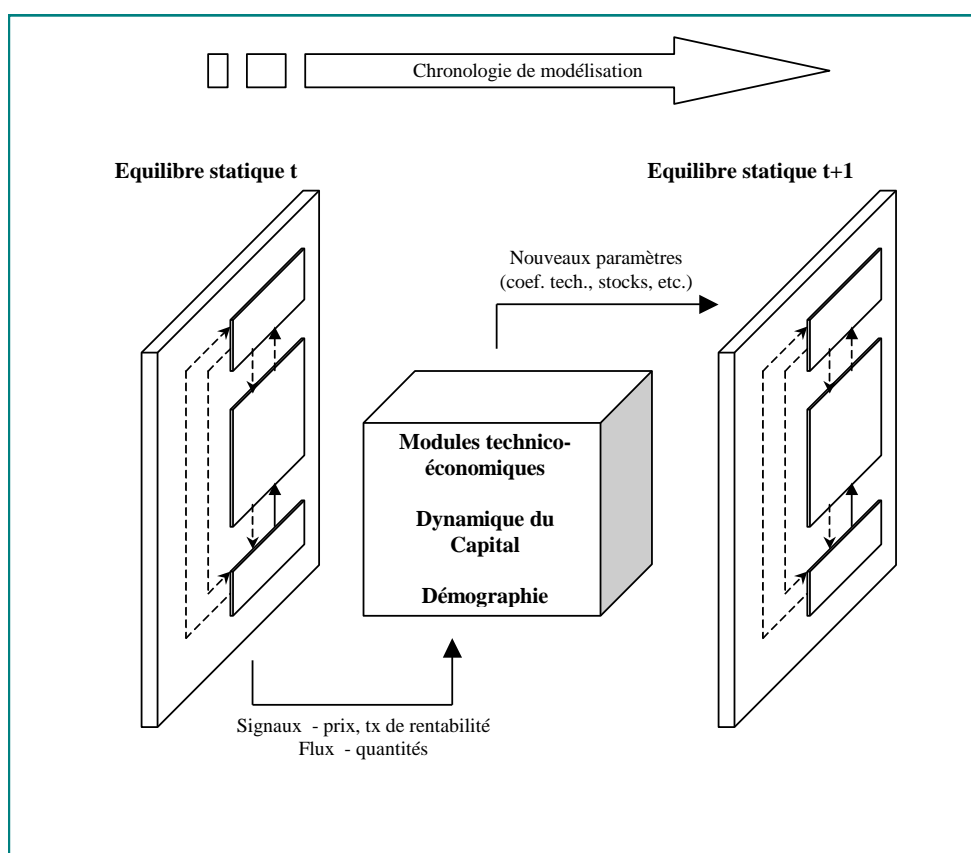 Chronologie de modélisation
Equilibre statique t
Equilibre statique t+1
Nouveaux paramètres
(coef. tech., stocks, etc.)
Modules technico-
économiques
Dynamique du
Capital
Démographie
Signaux - prix, tx de rentabilité
Flux - quantités